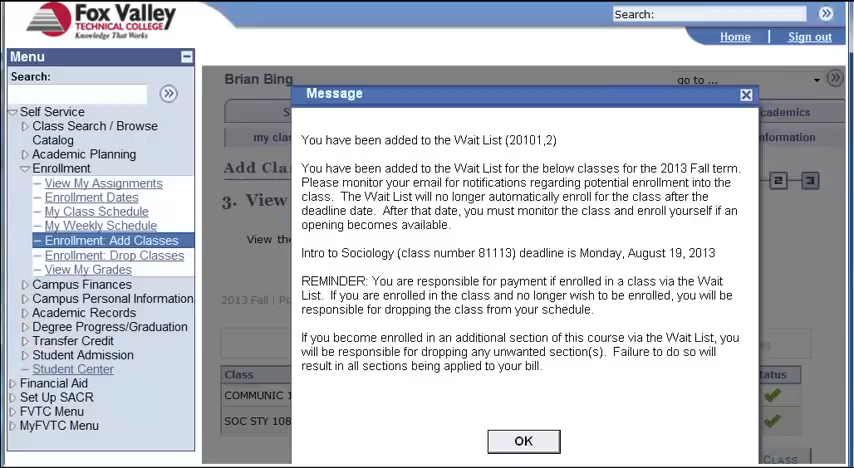 Fox Valley
TECHNICAL COLLEGE
Knowledge That Works
Search:
Home | Sign out
Menu
Search:
Self Service
Class Search / Browse
Catalog
Academic Planning
Enrollment
View My Assignments
Enrollment Dates
My Class Schedule
My Weekly Schedule
Enrollment: Add Classes
Enrollment: Drop Classes
View My Grades
Campus Finances
Campus Personal Information
Academic Records
Degree Progress/Graduation
Transfer Credit
Student Admission
Student Center
Financial Aid
Set Up SACR
FVTC Menu
MyFVTC Menu
Brian Bing
go to ...
S
cademics
my clas
formation
Add Cla
2 3
3. View
View the
2013 Fall | Pu
Class
tatus
COMMUNIC 1
SOC STY 108
CLASS
Message
You have been added to the Wait List (20101,2)
You have been added to the Wait List for the below classes for the 2013 Fall term.
Please monitor your email for notifications regarding potential enrollment into the
class. The Wait List will no longer automatically enroll for the class after the
deadline date. After that date, you must monitor the class and enroll yourself if an
opening becomes available.
Intro to Sociology (class number 81113) deadline is Monday, August 19, 2013
REMINDER: You are responsible for payment if enrolled in a class via the Wait
List. If you are enrolled in the class and no longer wish to be enrolled, you will be
responsible for dropping the class from your schedule.
If you become enrolled in an additional section of this course via the Wait List, you
will be responsible for dropping any unwanted section(s). Failure to do so will
result in all sections being applied to your bill.
OK